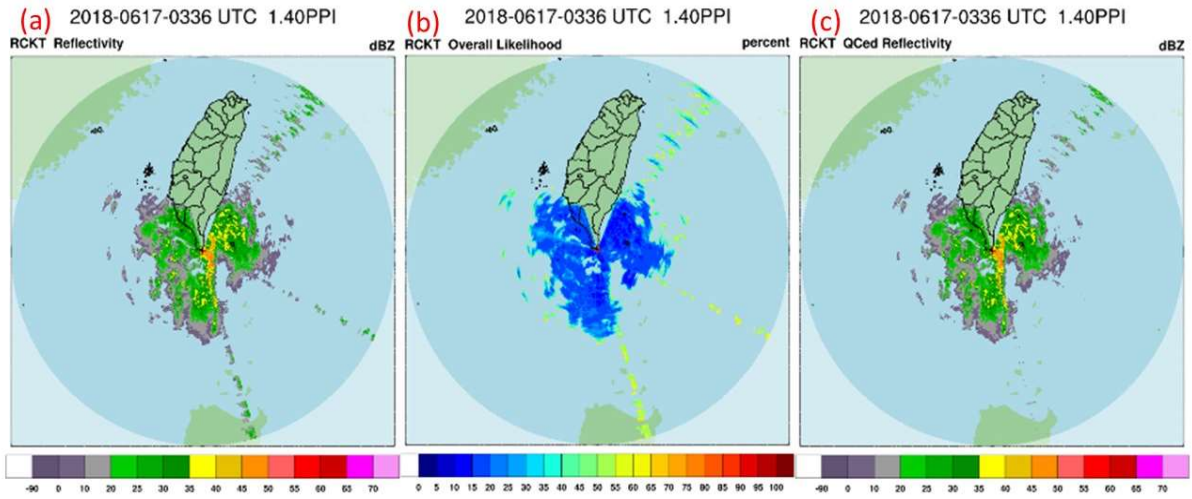 (a) 2018-0617-0336 UTC 1.40PPI
RCKT Reflectivity dBZ
-90 0 10 20 25 30 35 40 45 50 55 60 65 70
(b) 2018-0617-0336 UTC 1.40PPI
RCKT Overall Likelihood percent
0 5 10 15 20 25 30 35 40 45 50 55 60 65 70 75 80 85 90 95 100
(c) 2018-0617-0336 UTC 1.40PPI
RCKT QCed Reflectivity dBZ
-90 0 10 20 25 30 35 40 45 50 55 60 65 70